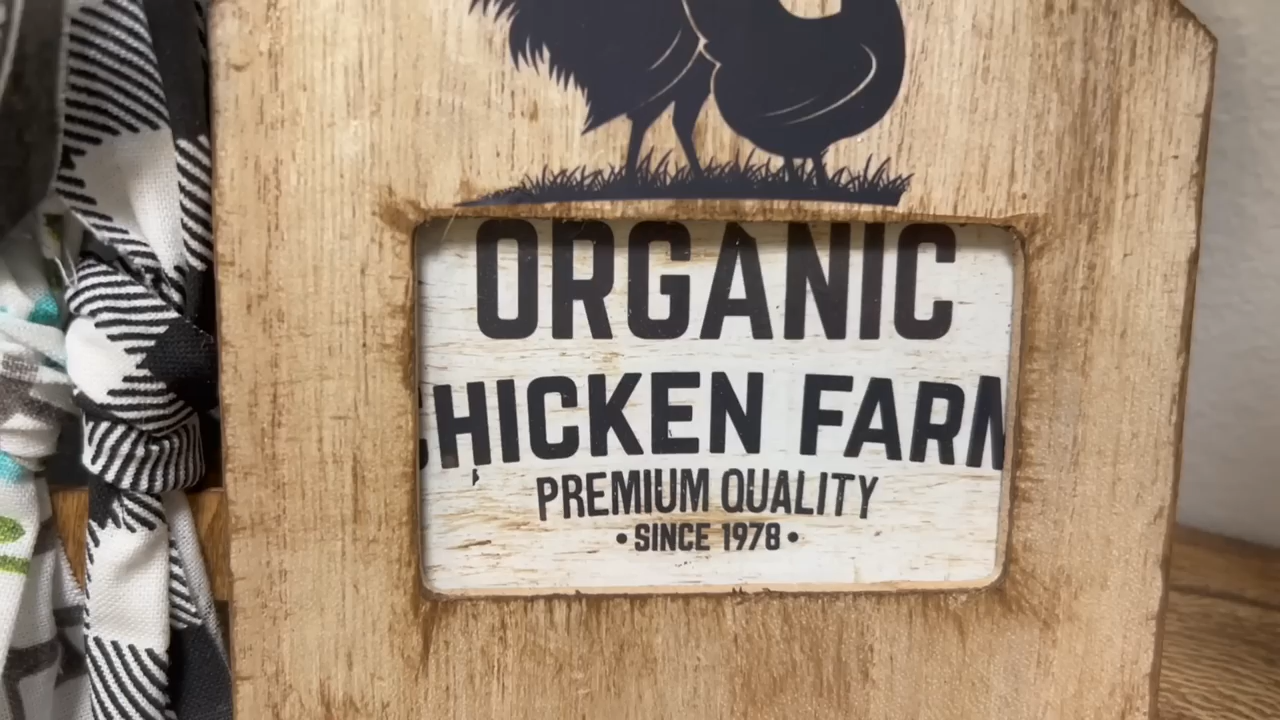 ORGANIC
CHICKEN FARM
PREMIUM QUALITY
• SINCE 1978 •